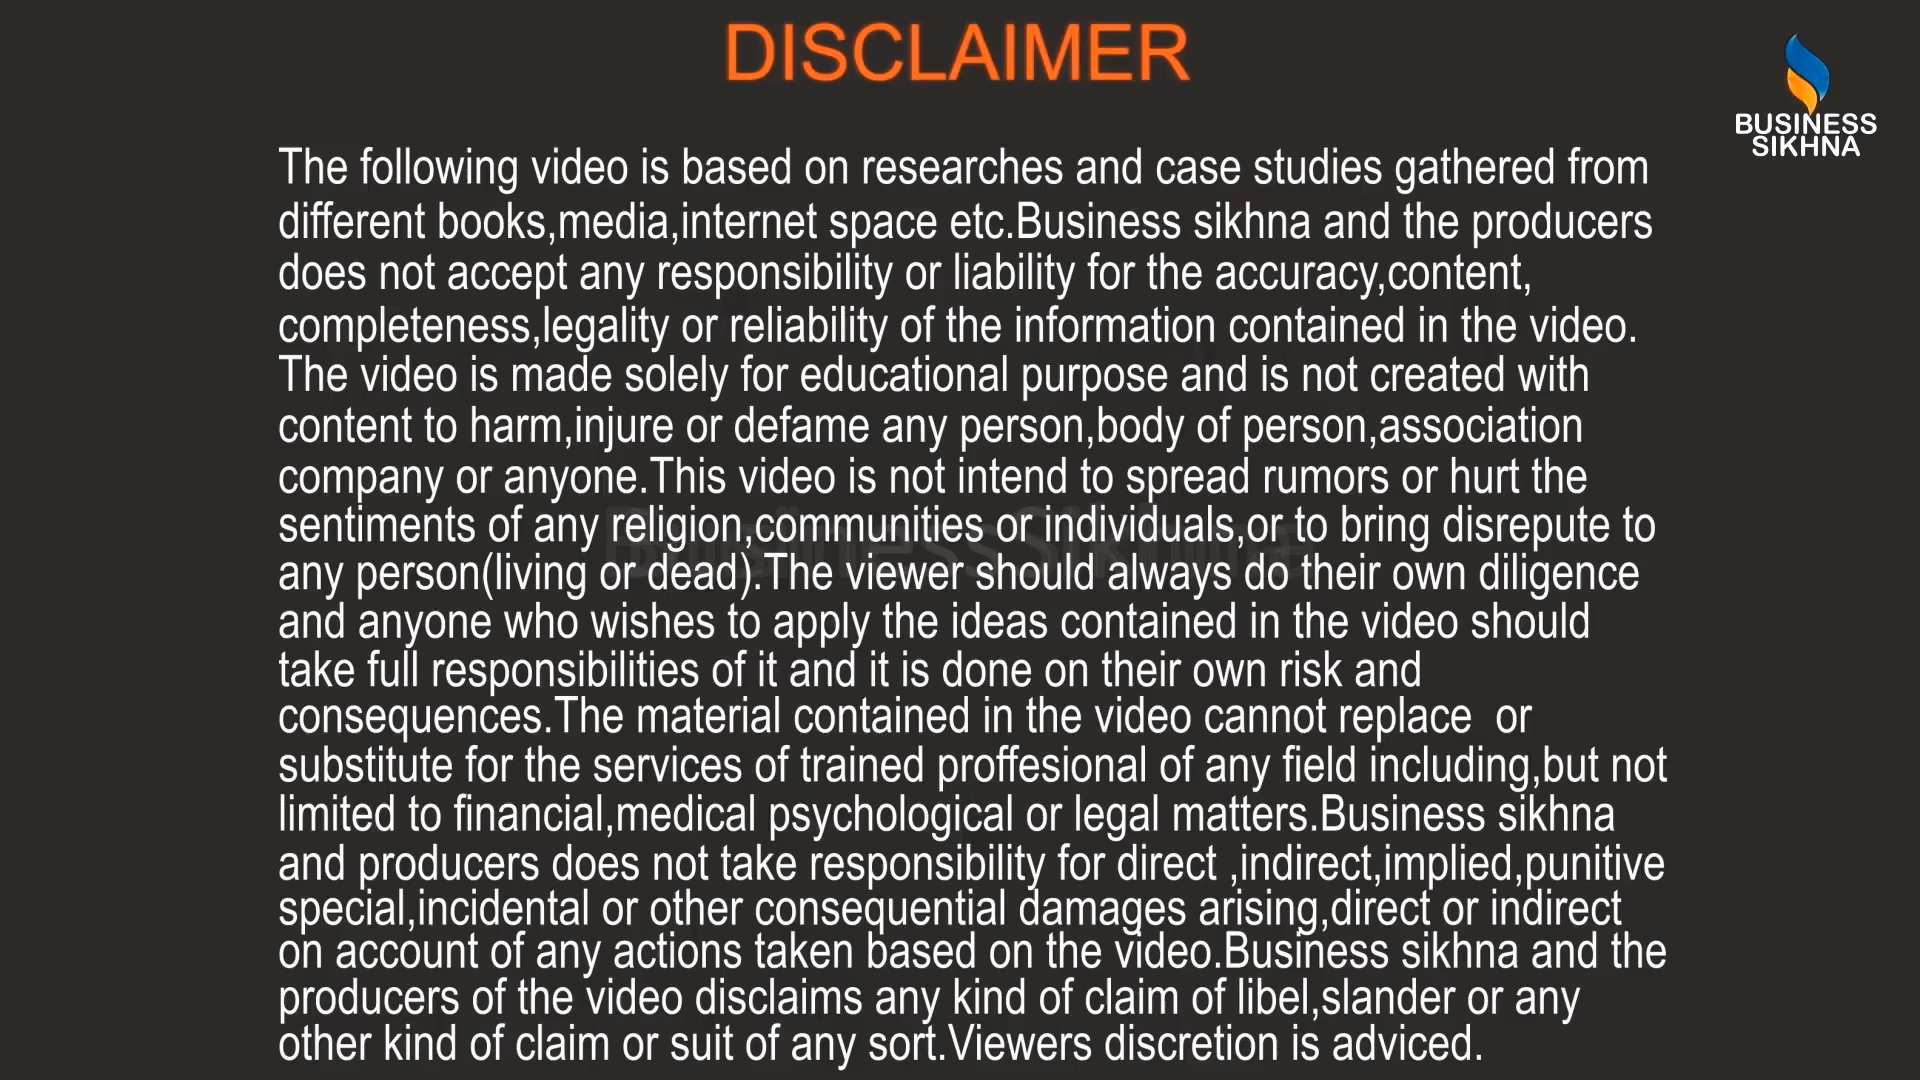 DISCLAIMER
BUSINESS
SIKHNA
The following video is based on researches and case studies gathered from
different books,media,internet space etc.Business sikhna and the producers
does not accept any responsibility or liability for the accuracy,content,
completeness,legality or reliability of the information contained in the video.
The video is made solely for educational purpose and is not created with
content to harm,injure or defame any person,body of person,association
company or anyone.This video is not intend to spread rumors or hurt the
sentiments of any religion,communities or individuals,or to bring disrepute to
BusinessSikhna
any person(living or dead).The viewer should always do their own diligence
and anyone who wishes to apply the ideas contained in the video should
take full responsibilities of it and it is done on their own risk and
consequences.The material contained in the video cannot replace  or
substitute for the services of trained proffesional of any field including,but not
limited to financial,medical psychological or legal matters.Business sikhna
and producers does not take responsibility for direct ,indirect,implied,punitive
special,incidental or other consequential damages arising,direct or indirect
on account of any actions taken based on the video.Business sikhna and the
producers of the video disclaims any kind of claim of libel,slander or any
other kind of claim or suit of any sort.Viewers discretion is adviced.